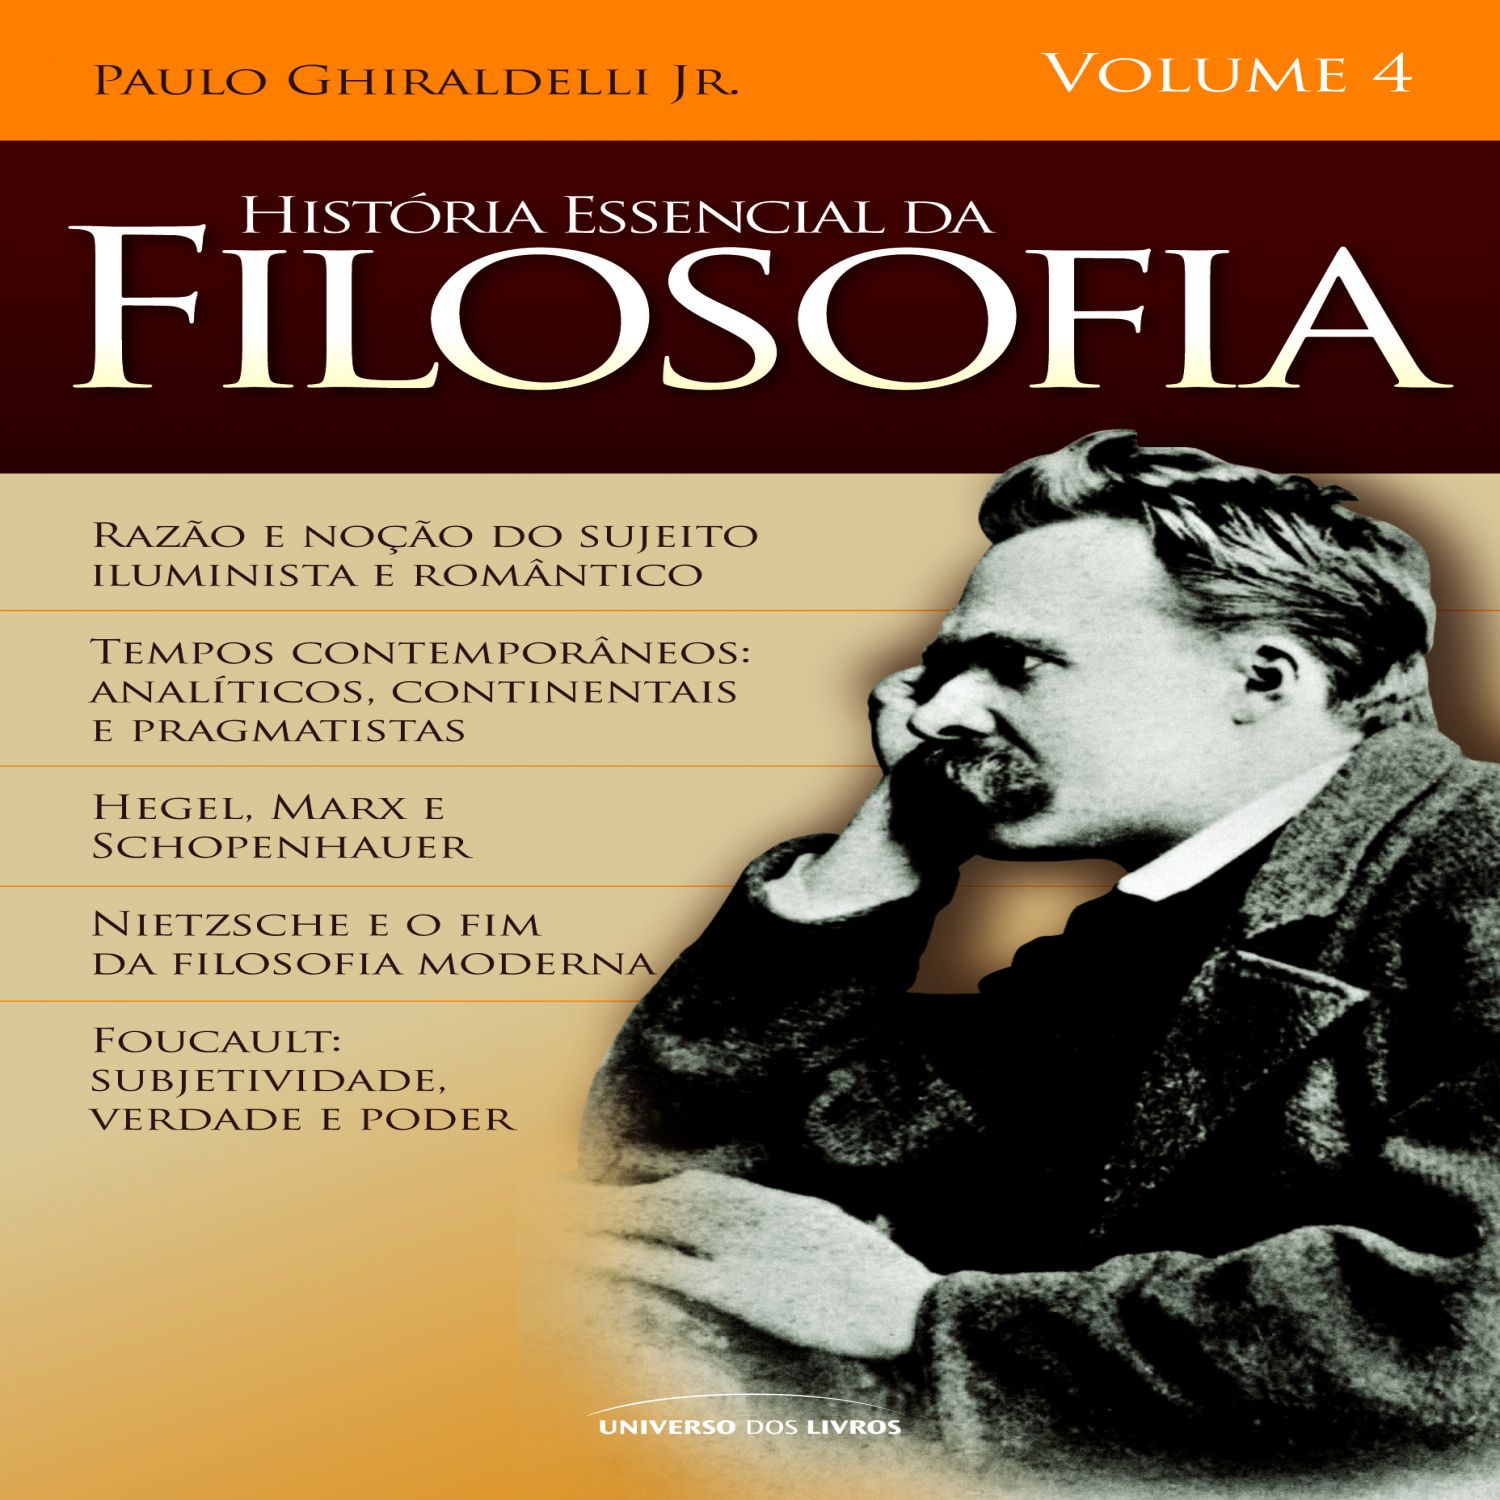 Paulo Ghiraldelli Jr.
Volume 4
História Essencial da
Filosofia
Razão e noção do sujeito
iluminista e romântico
Tempos contemporâneos:
analíticos, continentais
e pragmatistas
Hegel, Marx e
Schopenhauer
Nietzsche e o fim
da filosofia moderna
Foucault:
subjetividade,
verdade e poder
UNIVERSO DOS LIVROS